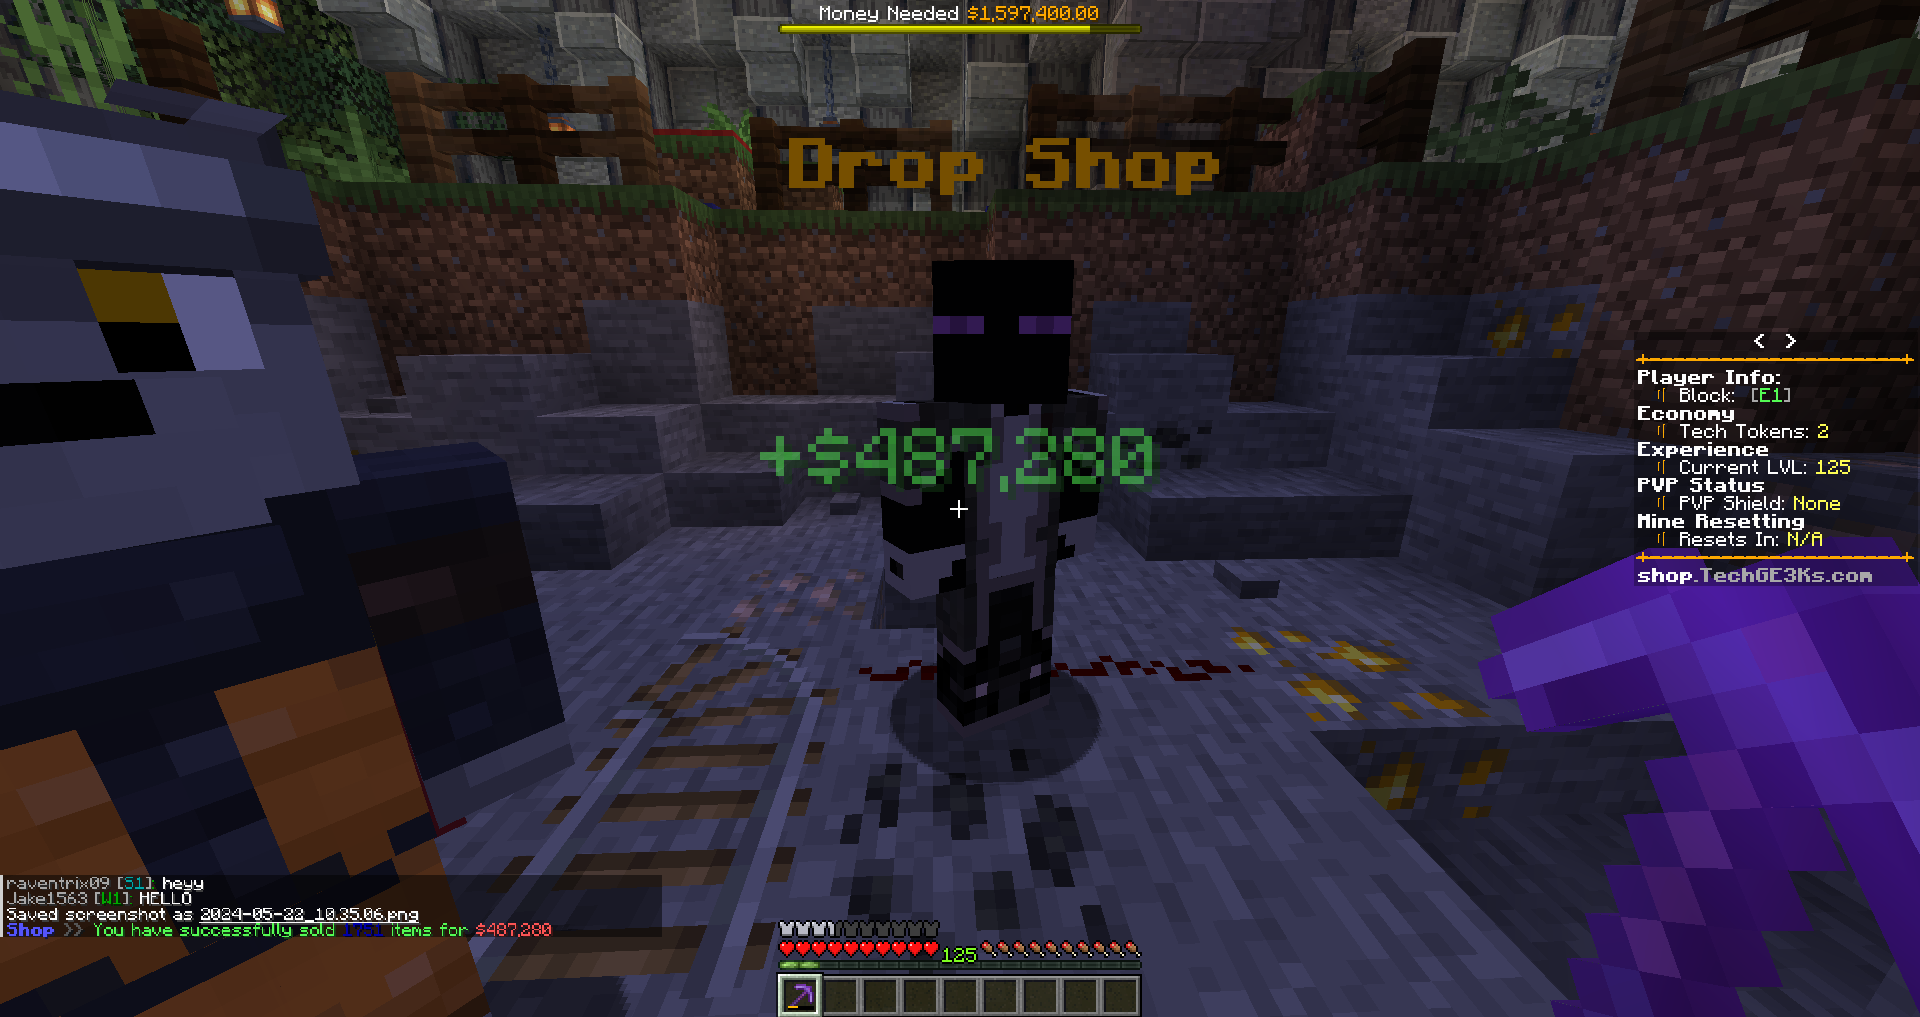 Money Needed $1,597,400.00
Drop Shop
+$487,280
< >
Player Info:
Block: [E1]
Economy
Tech Tokens: 2
Experience
Current LVL: 125
PVP Status
PVP Shield: None
Mine Resetting
Resets In: N/A
shop.TechGE3Ks.com
raventrix09 [S1]: heyy
Jake1563 [W1]: HELLO
Saved screenshot as 2024-05-22_10.35.06.png
Shop >> You have successfully sold 1751 items for $487,280
125